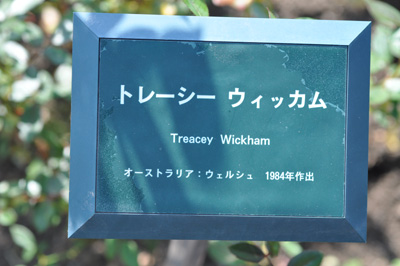 トレーシー ウィッカム
Treacey Wickham
オーストラリア：ウェルシュ 1984年作出